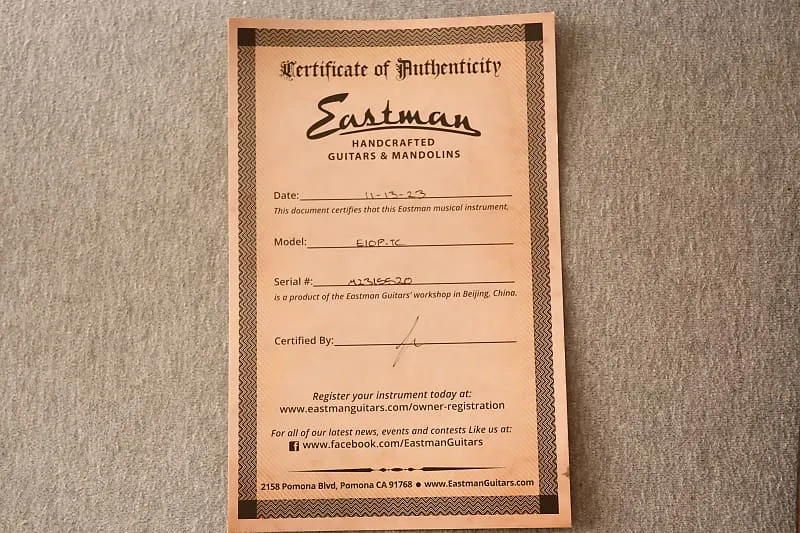 Certificate of Authenticity
Eastman
HANDCRAFTED
GUITARS & MANDOLINS
Date: 11-13-23
This document certifies that this Eastman musical instrument,
Model: E10P-TC
Serial #:
is a product of the Eastman Guitars' workshop in Beijing, China.
Certified By:
Register your instrument today at:
www.eastmanguitars.com/owner-registration
For all of our latest news, events and contests Like us at:
f www.facebook.com/EastmanGuitars
2158 Pomona Blvd, Pomona CA 91768 ● www.EastmanGuitars.com